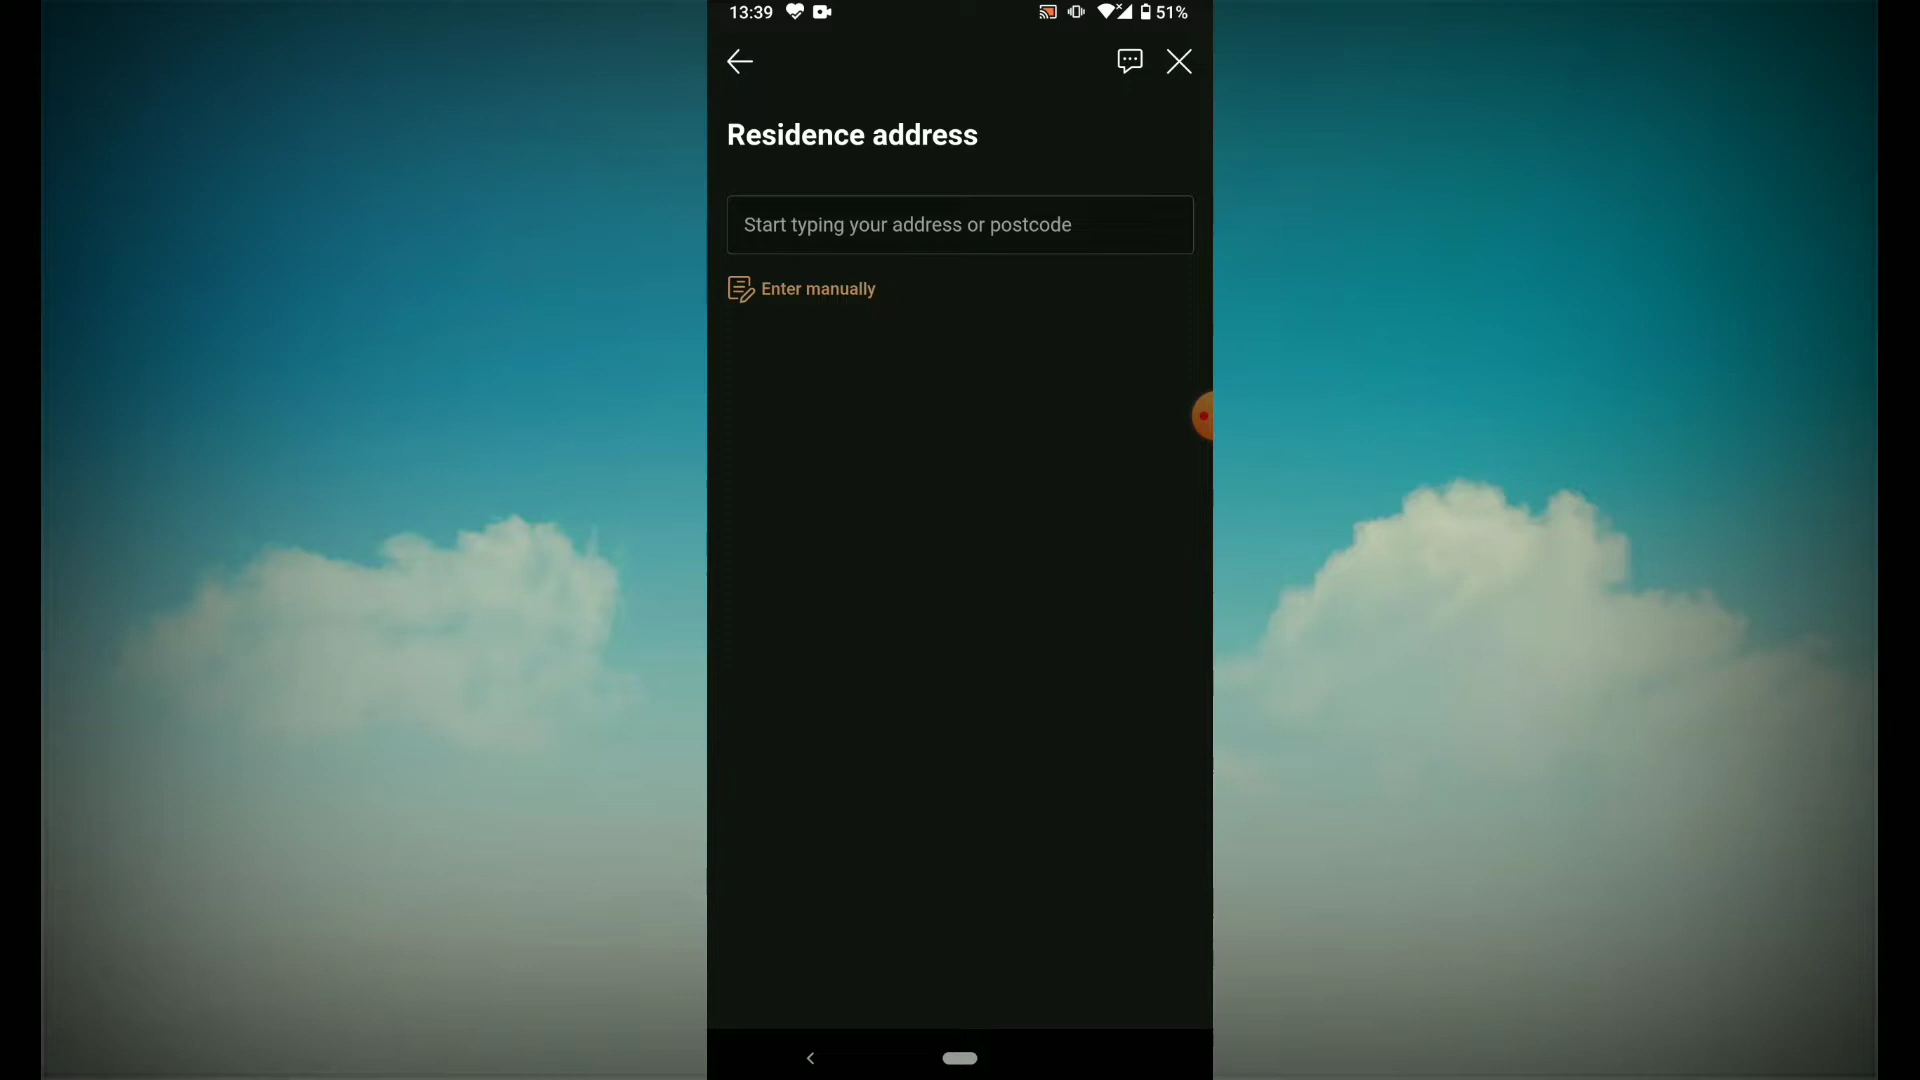 13:39
51%
Residence address
Start typing your address or postcode
Enter manually